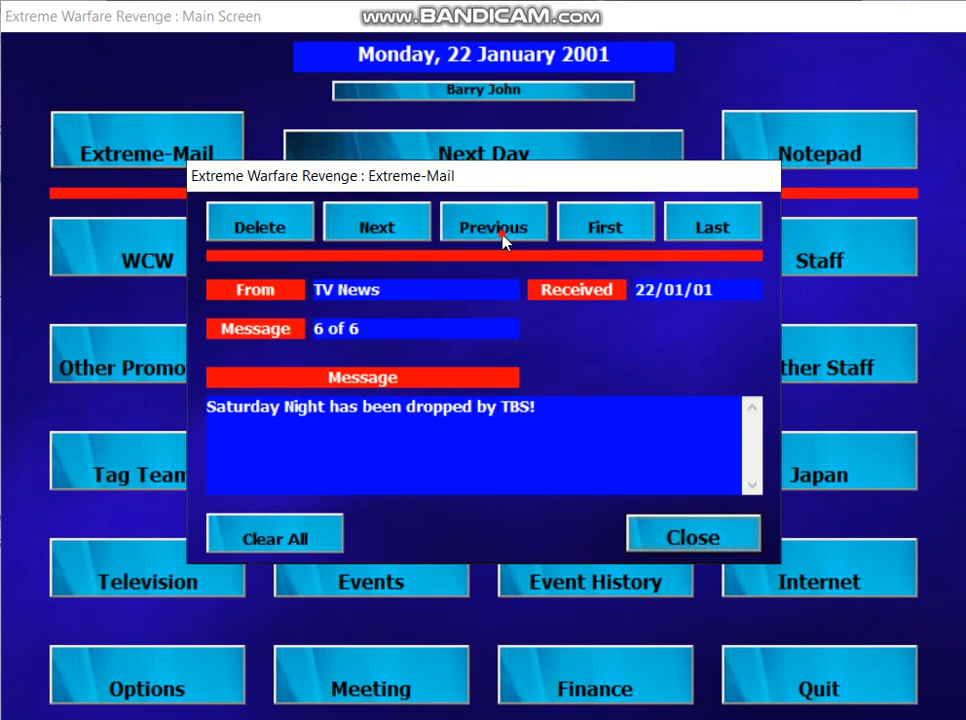 Extreme Warfare Revenge : Main Screen
www.BANDICAM.com
Monday, 22 January 2001
Barry John
Extreme-Mail
Next Day
Notepad
Extreme Warfare Revenge : Extreme-Mail
Delete
Next
Previous
First
Last
WCW
Staff
From
TV News
Received
22/01/01
Message
6 of 6
Other Promo
ther Staff
Message
Saturday Night has been dropped by TBS!
Tag Team
Japan
Clear All
Close
Television
Events
Event History
Internet
Options
Meeting
Finance
Quit